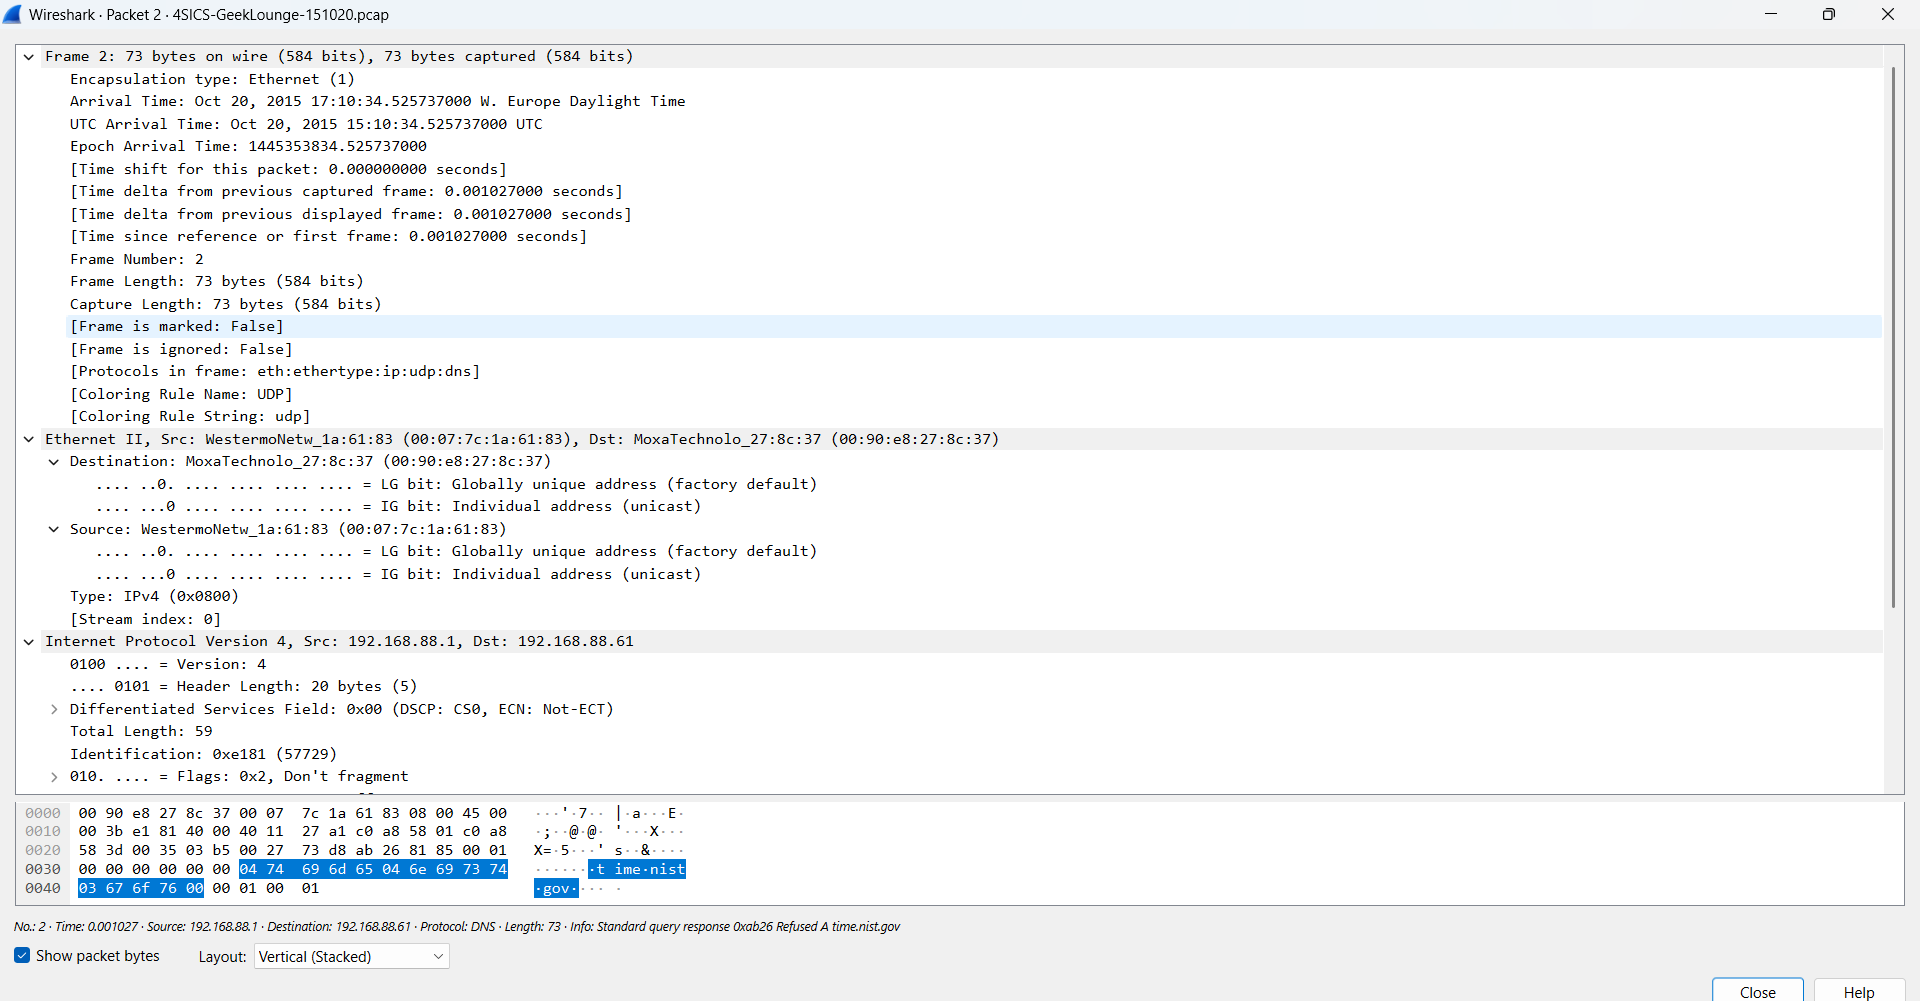 Wireshark · Packet 2 · 4SICS-GeekLounge-151020.pcap
Frame 2: 73 bytes on wire (584 bits), 73 bytes captured (584 bits)
Encapsulation type: Ethernet (1)
Arrival Time: Oct 20, 2015 17:10:34.525737000 W. Europe Daylight Time
UTC Arrival Time: Oct 20, 2015 15:10:34.525737000 UTC
Epoch Arrival Time: 1445353834.525737000
[Time shift for this packet: 0.000000000 seconds]
[Time delta from previous captured frame: 0.001027000 seconds]
[Time delta from previous displayed frame: 0.001027000 seconds]
[Time since reference or first frame: 0.001027000 seconds]
Frame Number: 2
Frame Length: 73 bytes (584 bits)
Capture Length: 73 bytes (584 bits)
[Frame is marked: False]
[Frame is ignored: False]
[Protocols in frame: eth:ethertype:ip:udp:dns]
[Coloring Rule Name: UDP]
[Coloring Rule String: udp]
Ethernet II, Src: WestermoNetw_1a:61:83 (00:07:7c:1a:61:83), Dst: MoxaTechnolo_27:8c:37 (00:90:e8:27:8c:37)
Destination: MoxaTechnolo_27:8c:37 (00:90:e8:27:8c:37)
.... ..0. .... .... .... .... = LG bit: Globally unique address (factory default)
.... ...0 .... .... .... .... = IG bit: Individual address (unicast)
Source: WestermoNetw_1a:61:83 (00:07:7c:1a:61:83)
.... ..0. .... .... .... .... = LG bit: Globally unique address (factory default)
.... ...0 .... .... .... .... = IG bit: Individual address (unicast)
Type: IPv4 (0x0800)
[Stream index: 0]
Internet Protocol Version 4, Src: 192.168.88.1, Dst: 192.168.88.61
0100 .... = Version: 4
.... 0101 = Header Length: 20 bytes (5)
Differentiated Services Field: 0x00 (DSCP: CS0, ECN: Not-ECT)
Total Length: 59
Identification: 0xe181 (57729)
010. .... = Flags: 0x2, Don't fragment
0000 00 90 e8 27 8c 37 00 07 7c 1a 61 83 08 00 45 00 ···'·7·· |·a···E·
0010 00 3b e1 81 40 00 40 11 27 a1 c0 a8 58 01 c0 a8 ·;··@·@· '···X···
0020 58 3d 00 35 03 b5 00 27 73 d8 ab 26 81 85 00 01 X=·5···' s··&····
0030 00 00 00 00 00 00 04 74 69 6d 65 04 6e 69 73 74 ·······t ime·nist
0040 03 67 6f 76 00 00 01 00 01 ·gov···· ·
No.: 2 · Time: 0.001027 · Source: 192.168.88.1 · Destination: 192.168.88.61 · Protocol: DNS · Length: 73 · Info: Standard query response 0xab26 Refused A time.nist.gov
Show packet bytes Layout: Vertical (Stacked)
Close Help